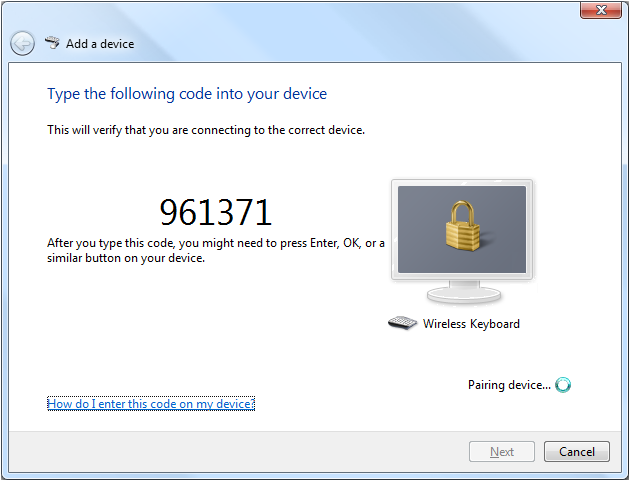 Add a device
Type the following code into your device
This will verify that you are connecting to the correct device.
961371
After you type this code, you might need to press Enter, OK, or a
similar button on your device.
Wireless Keyboard
Pairing device...
How do I enter this code on my device?
Next
Cancel